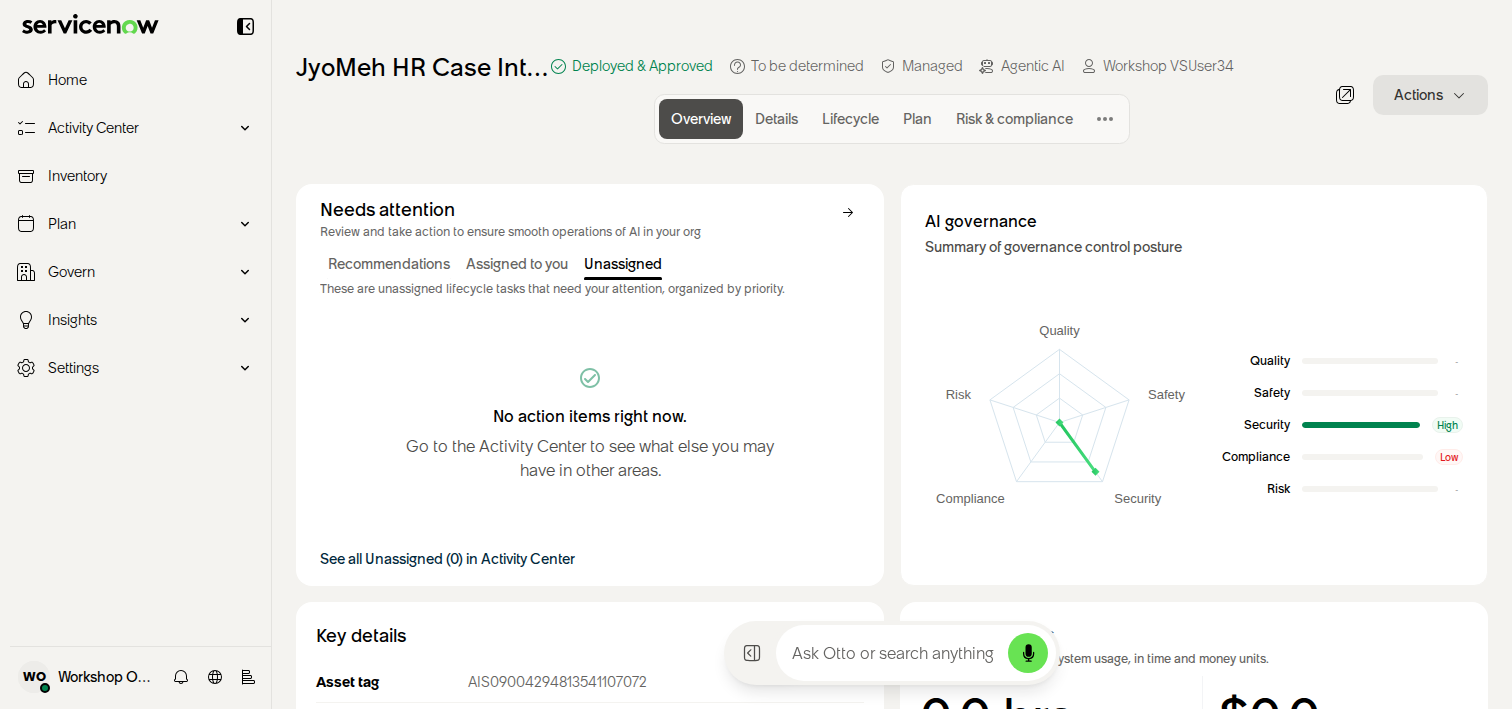 servicenow
Home
Activity Center
Inventory
Plan
Govern
Insights
Settings
WO Workshop O...
JyoMeh HR Case Int... Deployed & Approved To be determined Managed Agentic AI Workshop VSUser34
Actions
Overview Details Lifecycle Plan Risk & compliance •••
Needs attention
Review and take action to ensure smooth operations of AI in your org
Recommendations Assigned to you Unassigned
These are unassigned lifecycle tasks that need your attention, organized by priority.
No action items right now.
Go to the Activity Center to see what else you may
have in other areas.
See all Unassigned (0) in Activity Center
AI governance
Summary of governance control posture
Quality
Risk Safety
Compliance Security
Quality -
Safety -
Security High
Compliance Low
Risk -
Key details
Asset tag AIS09004294813541107072
Ask Otto or search anything
ystem usage, in time and money units.